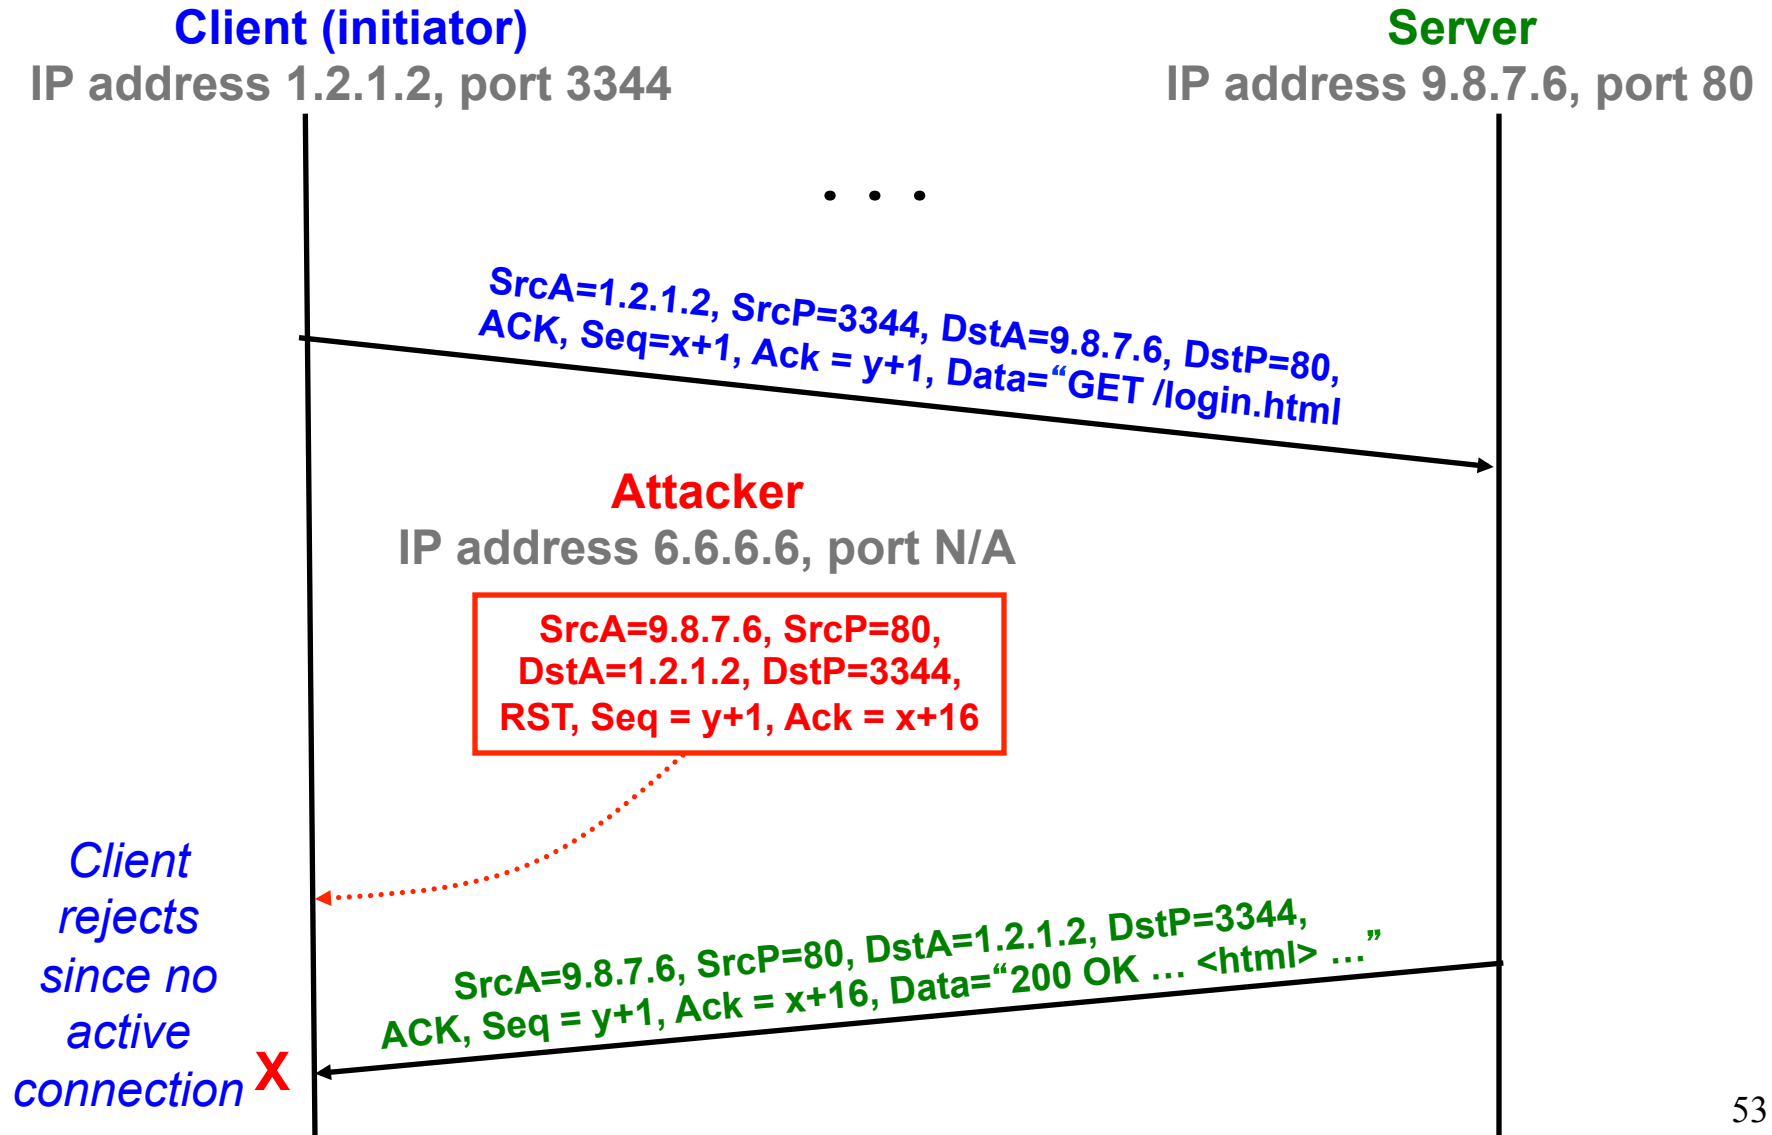 Client (initiator)
IP address 1.2.1.2, port 3344
Server
IP address 9.8.7.6, port 80
. . .
SrcA=1.2.1.2, SrcP=3344, DstA=9.8.7.6, DstP=80,
ACK, Seq=x+1, Ack = y+1, Data=“GET /login.html
Attacker
IP address 6.6.6.6, port N/A
SrcA=9.8.7.6, SrcP=80,
DstA=1.2.1.2, DstP=3344,
RST, Seq = y+1, Ack = x+16
SrcA=9.8.7.6, SrcP=80, DstA=1.2.1.2, DstP=3344,
ACK, Seq = y+1, Ack = x+16, Data=“200 OK … <html> …”
Client
rejects
since no
active
connection X
53